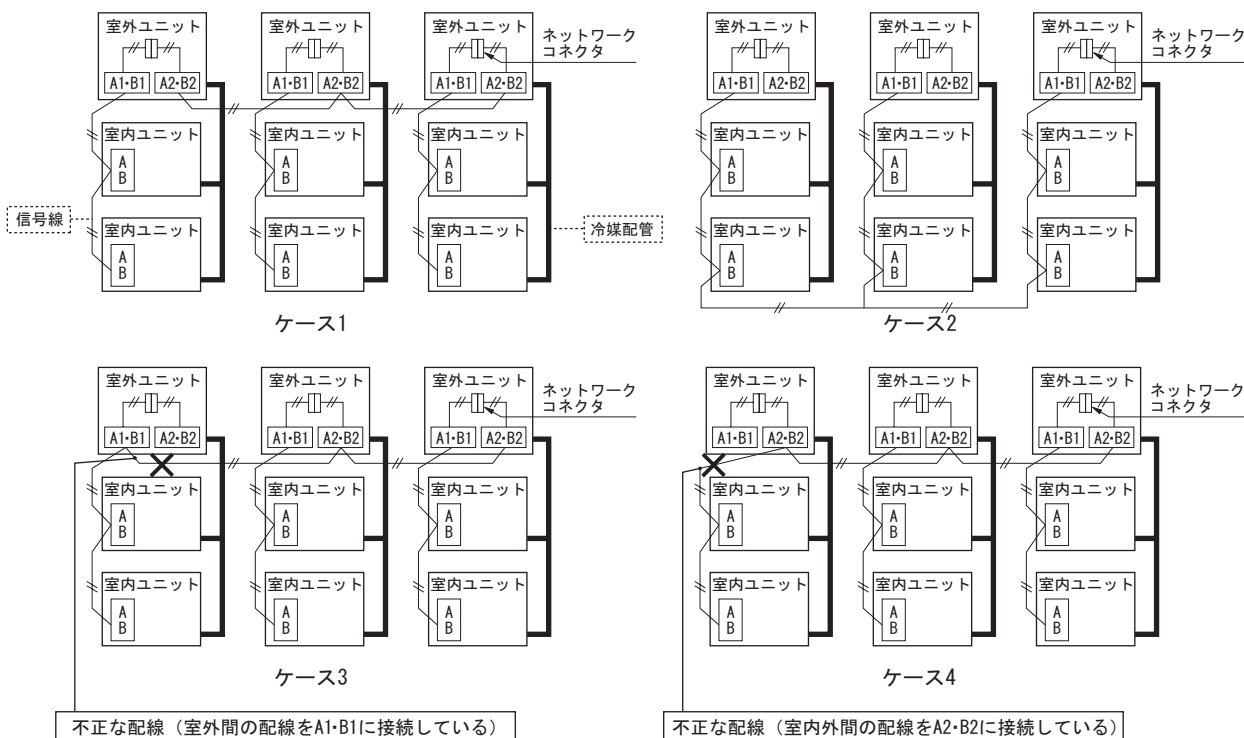 室外ユニット
A1・B1 A2・B2
室内ユニット
A
B
室内ユニット
A
B
室外ユニット
A1・B1 A2・B2
室内ユニット
A
B
室内ユニット
A
B
室外ユニット
A1・B1 A2・B2
室内ユニット
A
B
室内ユニット
A
B
ネットワーク
コネクタ
信号線
冷媒配管
ケース1
室外ユニット
A1・B1 A2・B2
室内ユニット
A
B
室内ユニット
A
B
室外ユニット
A1・B1 A2・B2
室内ユニット
A
B
室内ユニット
A
B
室外ユニット
A1・B1 A2・B2
室内ユニット
A
B
室内ユニット
A
B
ネットワーク
コネクタ
ケース2
室外ユニット
A1・B1 A2・B2
室内ユニット
A
B
室内ユニット
A
B
室外ユニット
A1・B1 A2・B2
室内ユニット
A
B
室内ユニット
A
B
室外ユニット
A1・B1 A2・B2
室内ユニット
A
B
室内ユニット
A
B
ネットワーク
コネクタ
ケース3
不正な配線（室外間の配線をA1・B1に接続している）
室外ユニット
A1・B1 A2・B2
室内ユニット
A
B
室内ユニット
A
B
室外ユニット
A1・B1 A2・B2
室内ユニット
A
B
室内ユニット
A
B
室外ユニット
A1・B1 A2・B2
室内ユニット
A
B
室内ユニット
A
B
ネットワーク
コネクタ
ケース4
不正な配線（室内外間の配線をA2・B2に接続している）